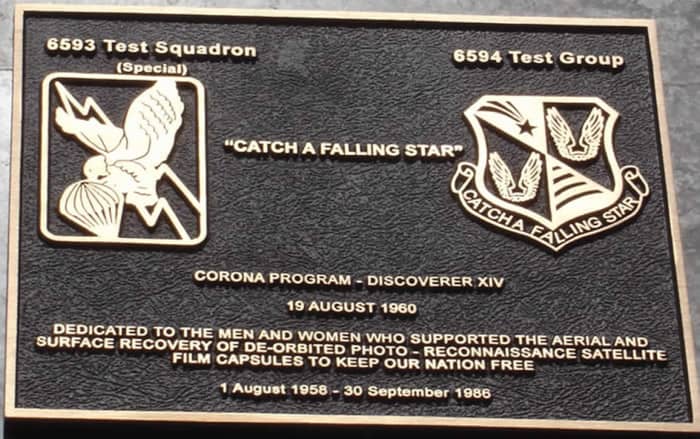 6593 Test Squadron
(Special)
6594 Test Group
"CATCH A FALLING STAR"
CATCH A FALLING STAR
CORONA PROGRAM - DISCOVERER XIV
19 AUGUST 1960
DEDICATED TO THE MEN AND WOMEN WHO SUPPORTED THE AERIAL AND
SURFACE RECOVERY OF DE-ORBITED PHOTO - RECONNAISSANCE SATELLITE
FILM CAPSULES TO KEEP OUR NATION FREE
1 August 1958 - 30 September 1986